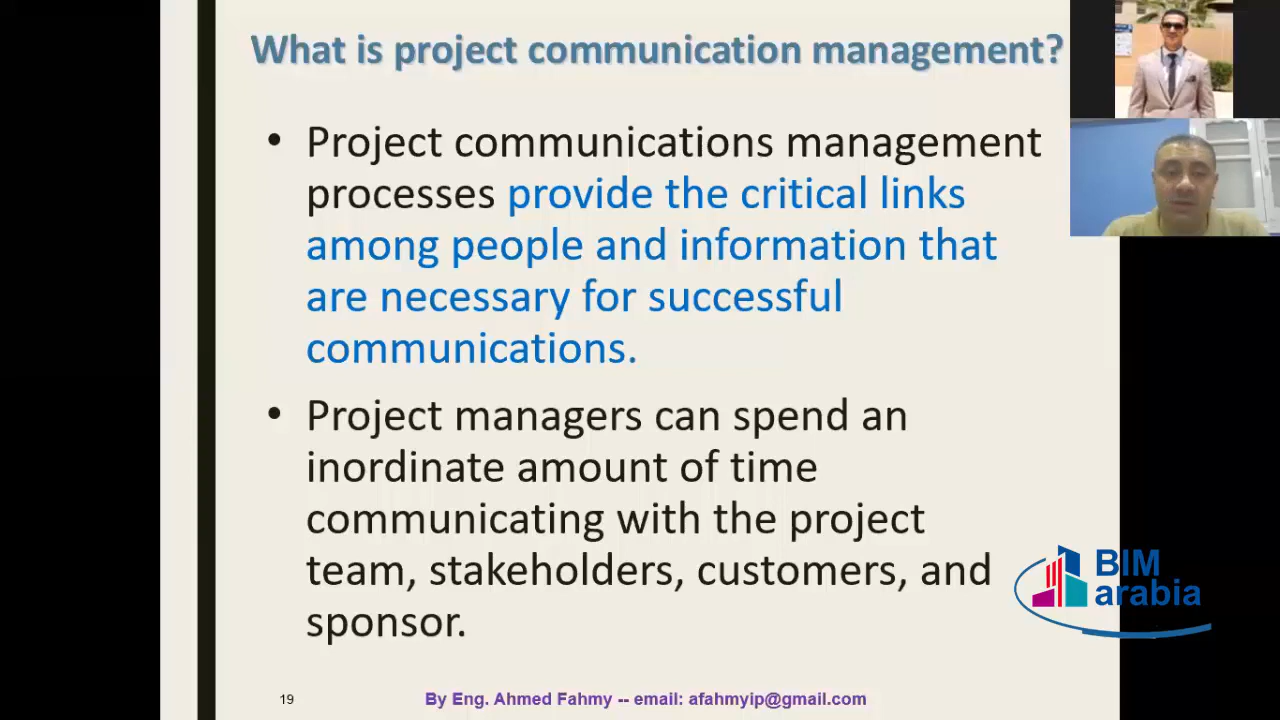 What is project communication management?
• Project communications management
processes provide the critical links
among people and information that
are necessary for successful
communications.
• Project managers can spend an
inordinate amount of time
communicating with the project
team, stakeholders, customers, and
sponsor.
BIM
arabia
19
By Eng. Ahmed Fahmy -- email: afahmyip@gmail.com